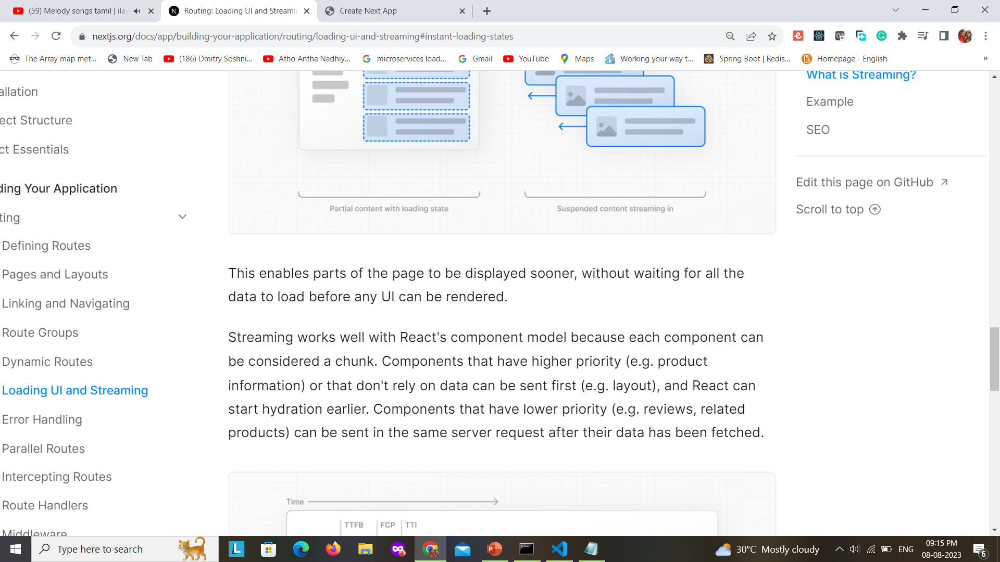 (59) Melody songs tamil | ila
Routing: Loading UI and Streamin
Create Next App
nextjs.org/docs/app/building-your-application/routing/loading-ui-and-streaming#instant-loading-states
The Array map met...
New Tab
(186) Dmitry Soshni...
Atho Antha Nadhiy...
microservices load...
Gmail
YouTube
Maps
Working your way t...
Spring Boot | Redis...
Homepage - English
»
allation
ect Structure
ct Essentials
ding Your Application
ting
Defining Routes
Pages and Layouts
Linking and Navigating
Route Groups
Dynamic Routes
Loading UI and Streaming
Error Handling
Parallel Routes
Intercepting Routes
Route Handlers
Middleware
Partial content with loading state
Suspended content streaming in
This enables parts of the page to be displayed sooner, without waiting for all the
data to load before any UI can be rendered.
Streaming works well with React's component model because each component can
be considered a chunk. Components that have higher priority (e.g. product
information) or that don't rely on data can be sent first (e.g. layout), and React can
start hydration earlier. Components that have lower priority (e.g. reviews, related
products) can be sent in the same server request after their data has been fetched.
Time
TTFB
FCP
TTI
What is Streaming?
Example
SEO
Edit this page on GitHub
Scroll to top
Type here to search
30°C Mostly cloudy
ENG
09:15 PM
08-08-2023
6